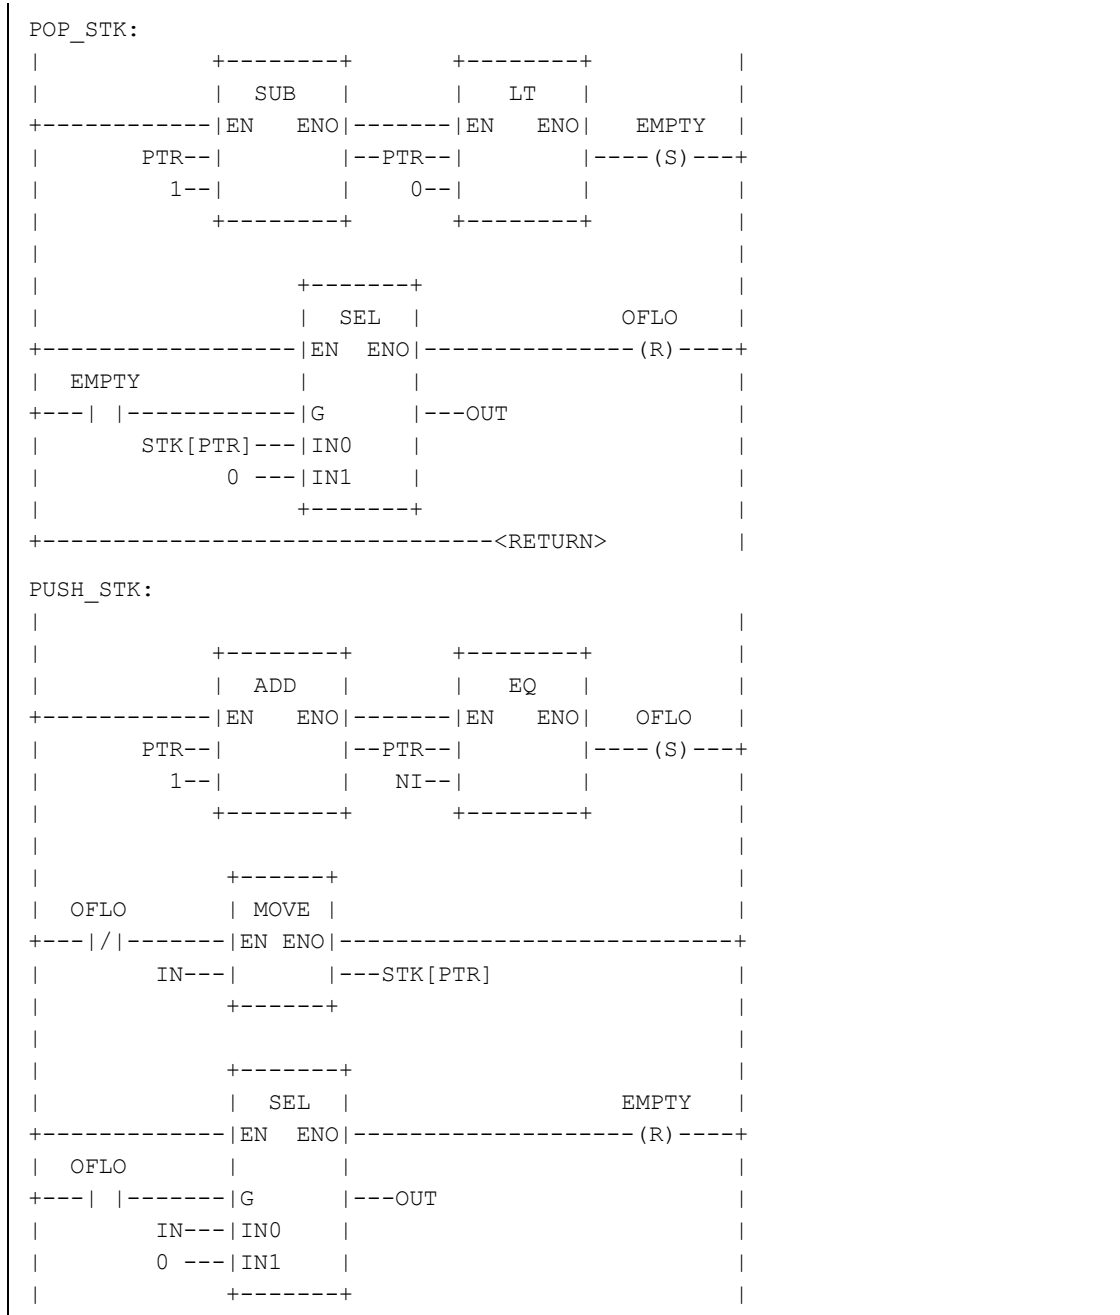 POP_STK:
|            +--------+       +--------+          |
|            |  SUB   |       |   LT   |          |
+------------|EN   ENO|-------|EN   ENO|   EMPTY  |
|       PTR--|        |--PTR--|        |----(S)---+
|         1--|        |    0--|        |          |
|            +--------+       +--------+          |
|                                                 |
|                  +-------+                      |
|                  |  SEL  |              OFLO    |
+------------------|EN  ENO|---------------(R)----+
|  EMPTY           |       |                      |
+---| |------------|G      |---OUT                |
|       STK[PTR]---|IN0    |                      |
|             0 ---|IN1    |                      |
|                  +-------+                      |
+--------------------------------<RETURN>         |
PUSH_STK:
|                                                 |
|            +--------+       +--------+          |
|            |  ADD   |       |   EQ   |          |
+------------|EN   ENO|-------|EN   ENO|   OFLO   |
|       PTR--|        |--PTR--|        |----(S)---+
|         1--|        |   NI--|        |          |
|            +--------+       +--------+          |
|                                                 |
|             +------+                            |
|  OFLO       | MOVE |                            |
+---|/|-------|EN ENO|----------------------------+
|        IN---|      |---STK[PTR]                 |
|             +------+                            |
|                                                 |
|             +-------+                           |
|             |  SEL  |                   EMPTY   |
+-------------|EN  ENO|--------------------(R)----+
|  OFLO       |       |                           |
+---| |-------|G      |---OUT                     |
|        IN---|IN0    |                           |
|        0 ---|IN1    |                           |
|             +-------+                           |